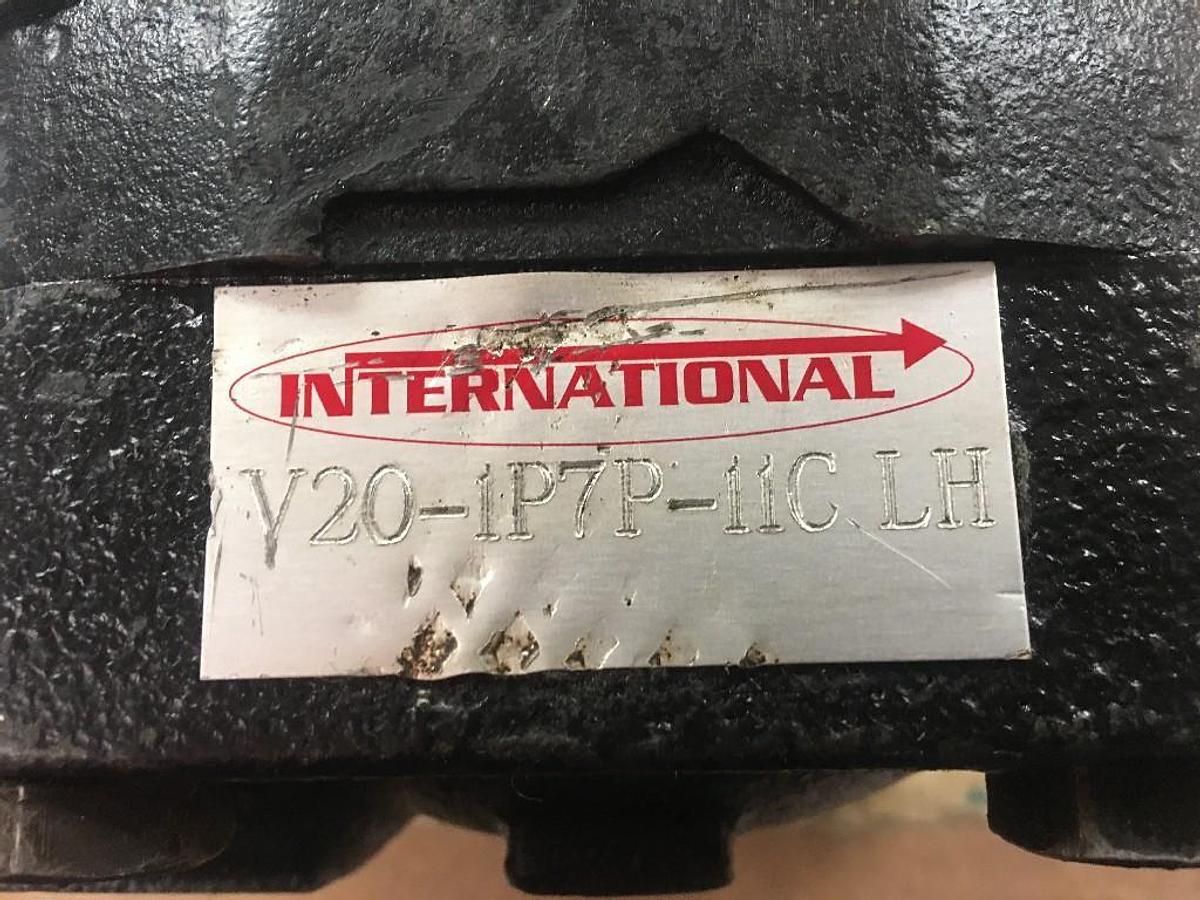 INTERNATIONAL
V20-1P7P-11C LH